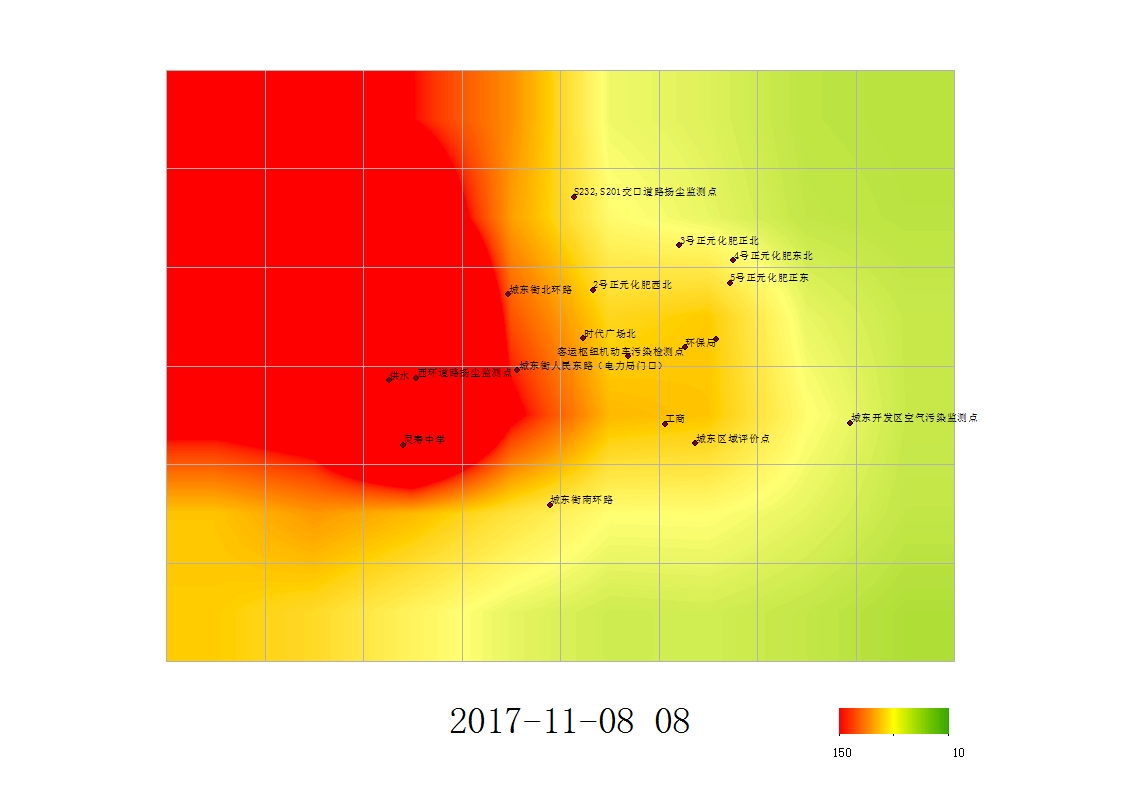 S232,S201交口道路扬尘监测点
3号正元化肥正北
4号正元化肥东北
5号正元化肥正东
城东街北环路
2号正元化肥西北
时代广场北
环保局
客运枢纽机动车污染检测点
城东街人民东路（电力局门口）
供水
西环道路扬尘监测点
工商
城东开发区空气污染监测点
灵寿中学
城东区域评价点
城东街南环路
2017-11-08 08
150
10